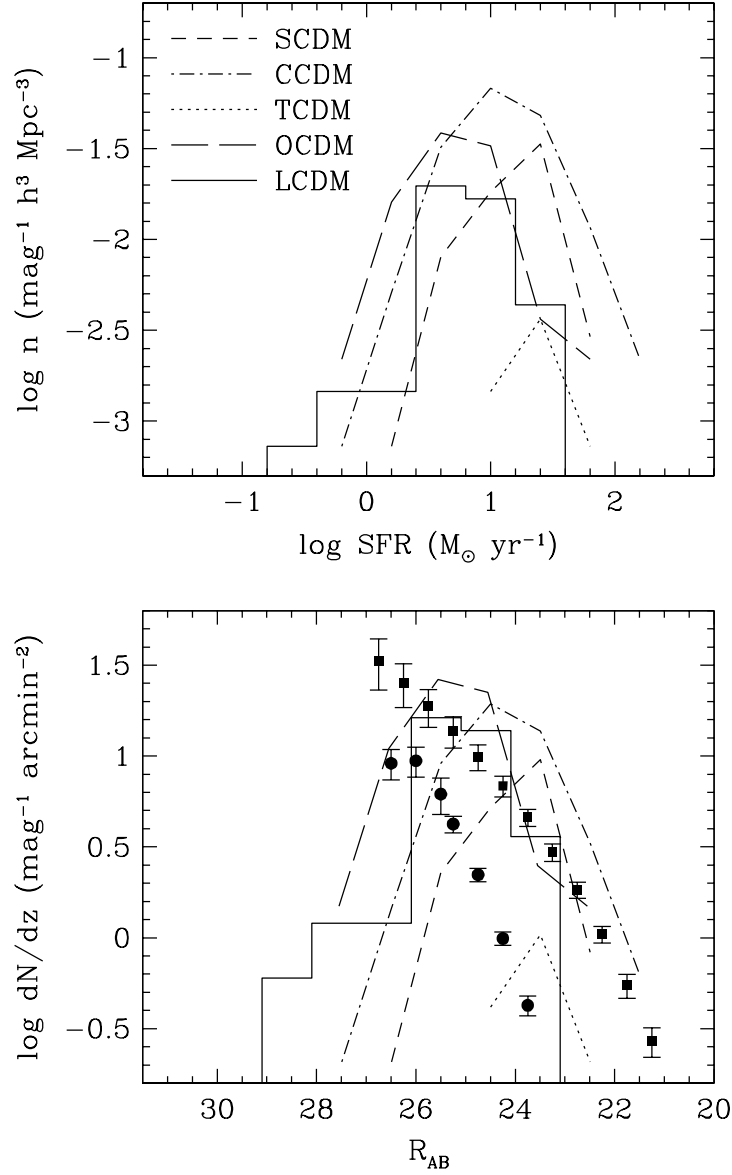 SCDM
CCDM
TCDM
OCDM
LCDM
log n (mag⁻¹ h³ Mpc⁻³)
−1
−1.5
−2
−2.5
−3
−1 0 1 2
log SFR (M☉ yr⁻¹)
log dN/dz (mag⁻¹ arcmin⁻²)
1.5
1
0.5
0
−0.5
30 28 26 24 22 20
R_AB